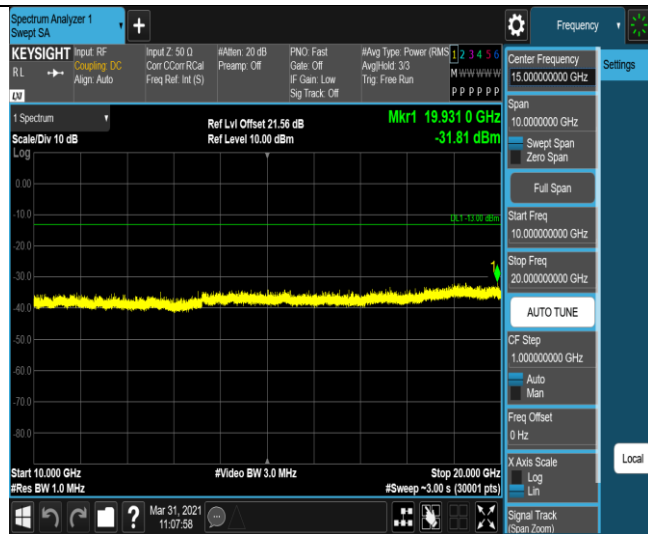 Spectrum Analyzer 1
Swept SA
Frequency
KEYSIGHT
R L
LXI
Input: RF
Coupling: DC
Align: Auto
Input Z: 50 Ω
Corr CCorr RCal
Freq Ref: Int (S)
#Atten: 20 dB
Preamp: Off
PNO: Fast
Gate: Off
IF Gain: Low
Sig Track: Off
#Avg Type: Power (RMS
Avg|Hold: 3/3
Trig: Free Run
1 2 3 4 5 6
M W W W W W
P P P P P P
1 Spectrum
Scale/Div 10 dB
Ref Lvl Offset 21.56 dB
Ref Level 10.00 dBm
Mkr1 19.931 0 GHz
-31.81 dBm
Log
0.00
-10.0
-20.0
-30.0
-40.0
-60.0
-70.0
-80.0
DL1 -13.00 dBm
1
Start 10.000 GHz
#Res BW 1.0 MHz
#Video BW 3.0 MHz
Stop 20.000 GHz
#Sweep ~3.00 s (30001 pts)
Mar 31, 2021
11:07:58
?
Center Frequency
15.000000000 GHz
Span
10.0000000 GHz
Swept Span
Zero Span
Full Span
Start Freq
10.000000000 GHz
Stop Freq
20.000000000 GHz
AUTO TUNE
CF Step
1.000000000 GHz
Auto
Man
Freq Offset
0 Hz
X Axis Scale
Log
Lin
Signal Track
(Span Zoom)
Settings
Local